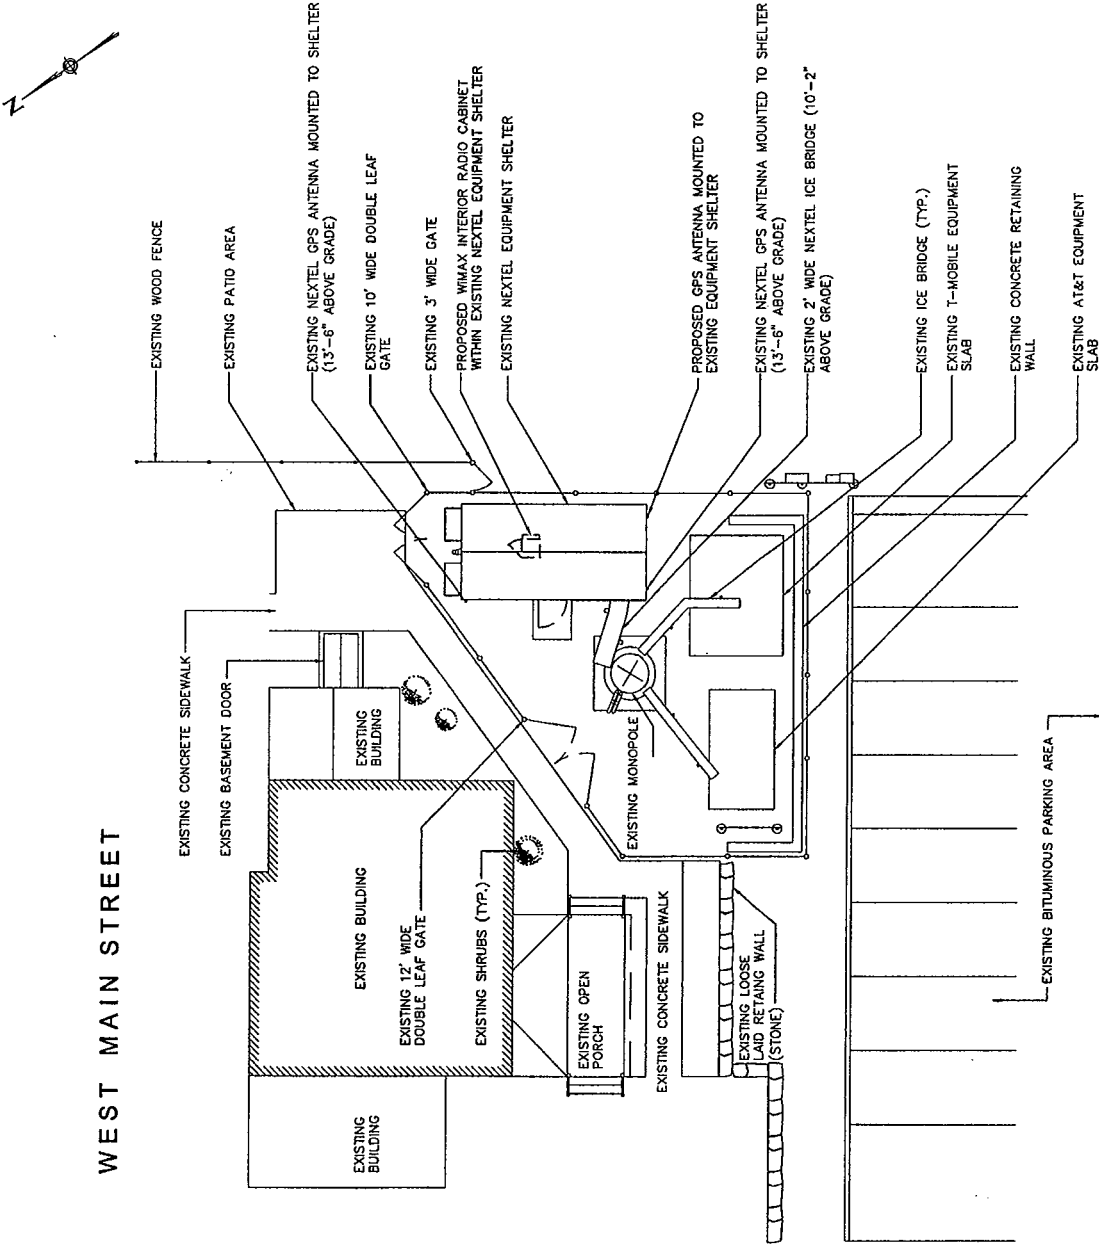 WEST MAIN STREET
N
EXISTING CONCRETE SIDEWALK
EXISTING BASEMENT DOOR
EXISTING
BUILDING
EXISTING BUILDING
EXISTING
BUILDING
EXISTING 12' WIDE
DOUBLE LEAF GATE
EXISTING SHRUBS (TYP.)
EXISTING OPEN
PORCH
EXISTING CONCRETE SIDEWALK
EXISTING MONOPOLE
EXISTING LOOSE
LAID RETAING WALL
(STONE)
EXISTING BITUMINOUS PARKING AREA
EXISTING WOOD FENCE
EXISTING PATIO AREA
EXISTING NEXTEL GPS ANTENNA MOUNTED TO SHELTER
(13'-6" ABOVE GRADE)
EXISTING 10' WIDE DOUBLE LEAF
GATE
EXISTING 3' WIDE GATE
PROPOSED WIMAX INTERIOR RADIO CABINET
WITHIN EXISTING NEXTEL EQUIPMENT SHELTER
EXISTING NEXTEL EQUIPMENT SHELTER
PROPOSED GPS ANTENNA MOUNTED TO
EXISTING EQUIPMENT SHELTER
EXISTING NEXTEL GPS ANTENNA MOUNTED TO SHELTER
(13'-6" ABOVE GRADE)
EXISTING 2' WIDE NEXTEL ICE BRIDGE (10'-2"
ABOVE GRADE)
EXISTING ICE BRIDGE (TYP.)
EXISTING T-MOBILE EQUIPMENT
SLAB
EXISTING CONCRETE RETAINING
WALL
EXISTING AT&T EQUIPMENT
SLAB